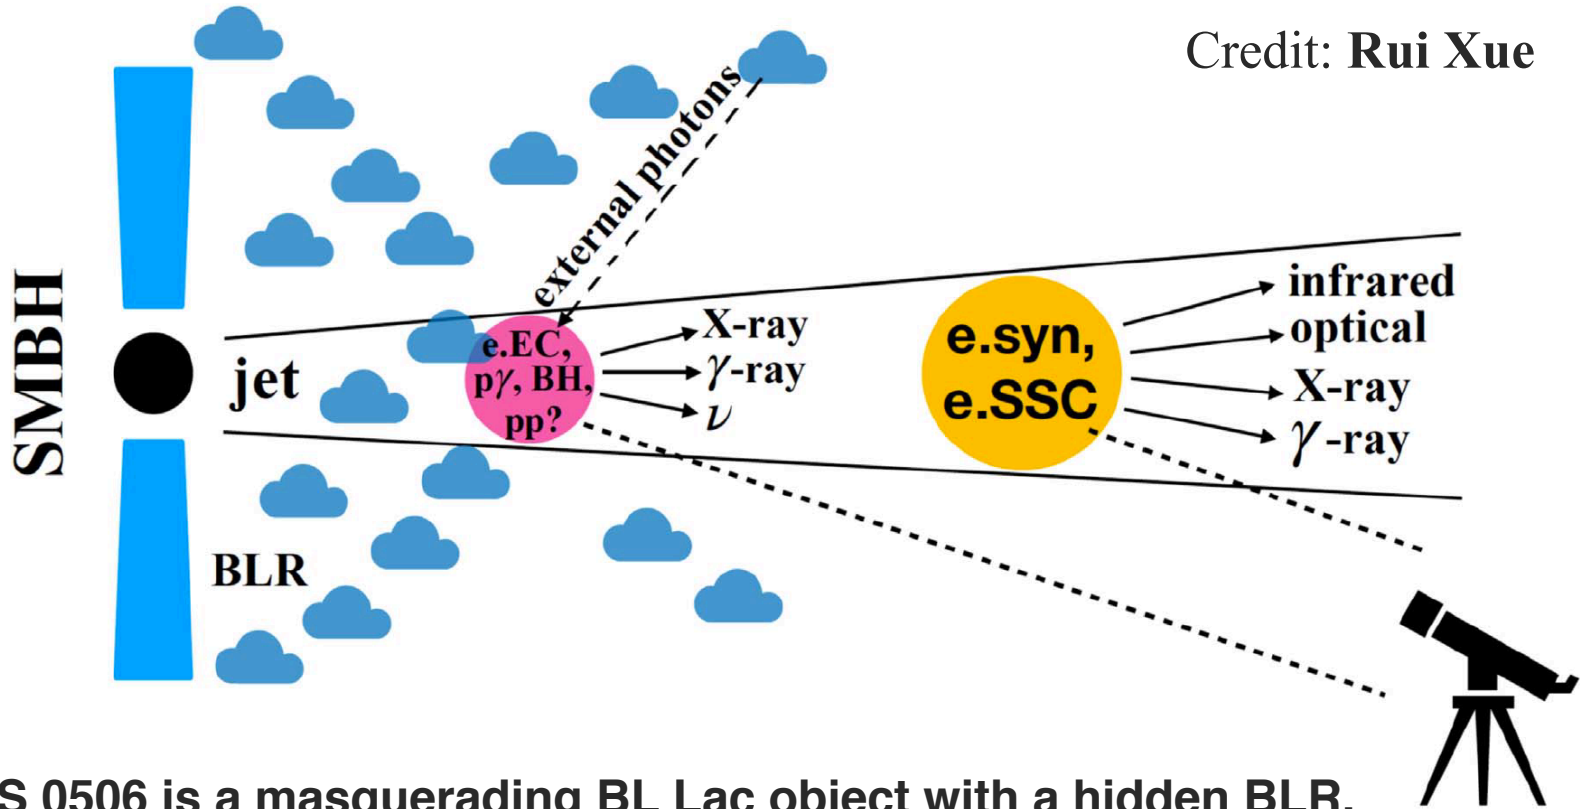 Credit: Rui Xue
external photons
SMBH
jet
e.EC,
pγ, BH,
pp?
X-ray
γ-ray
ν
e.syn,
e.SSC
infrared
optical
X-ray
γ-ray
BLR
S 0506 is a masquerading BL Lac object with a hidden BLR.